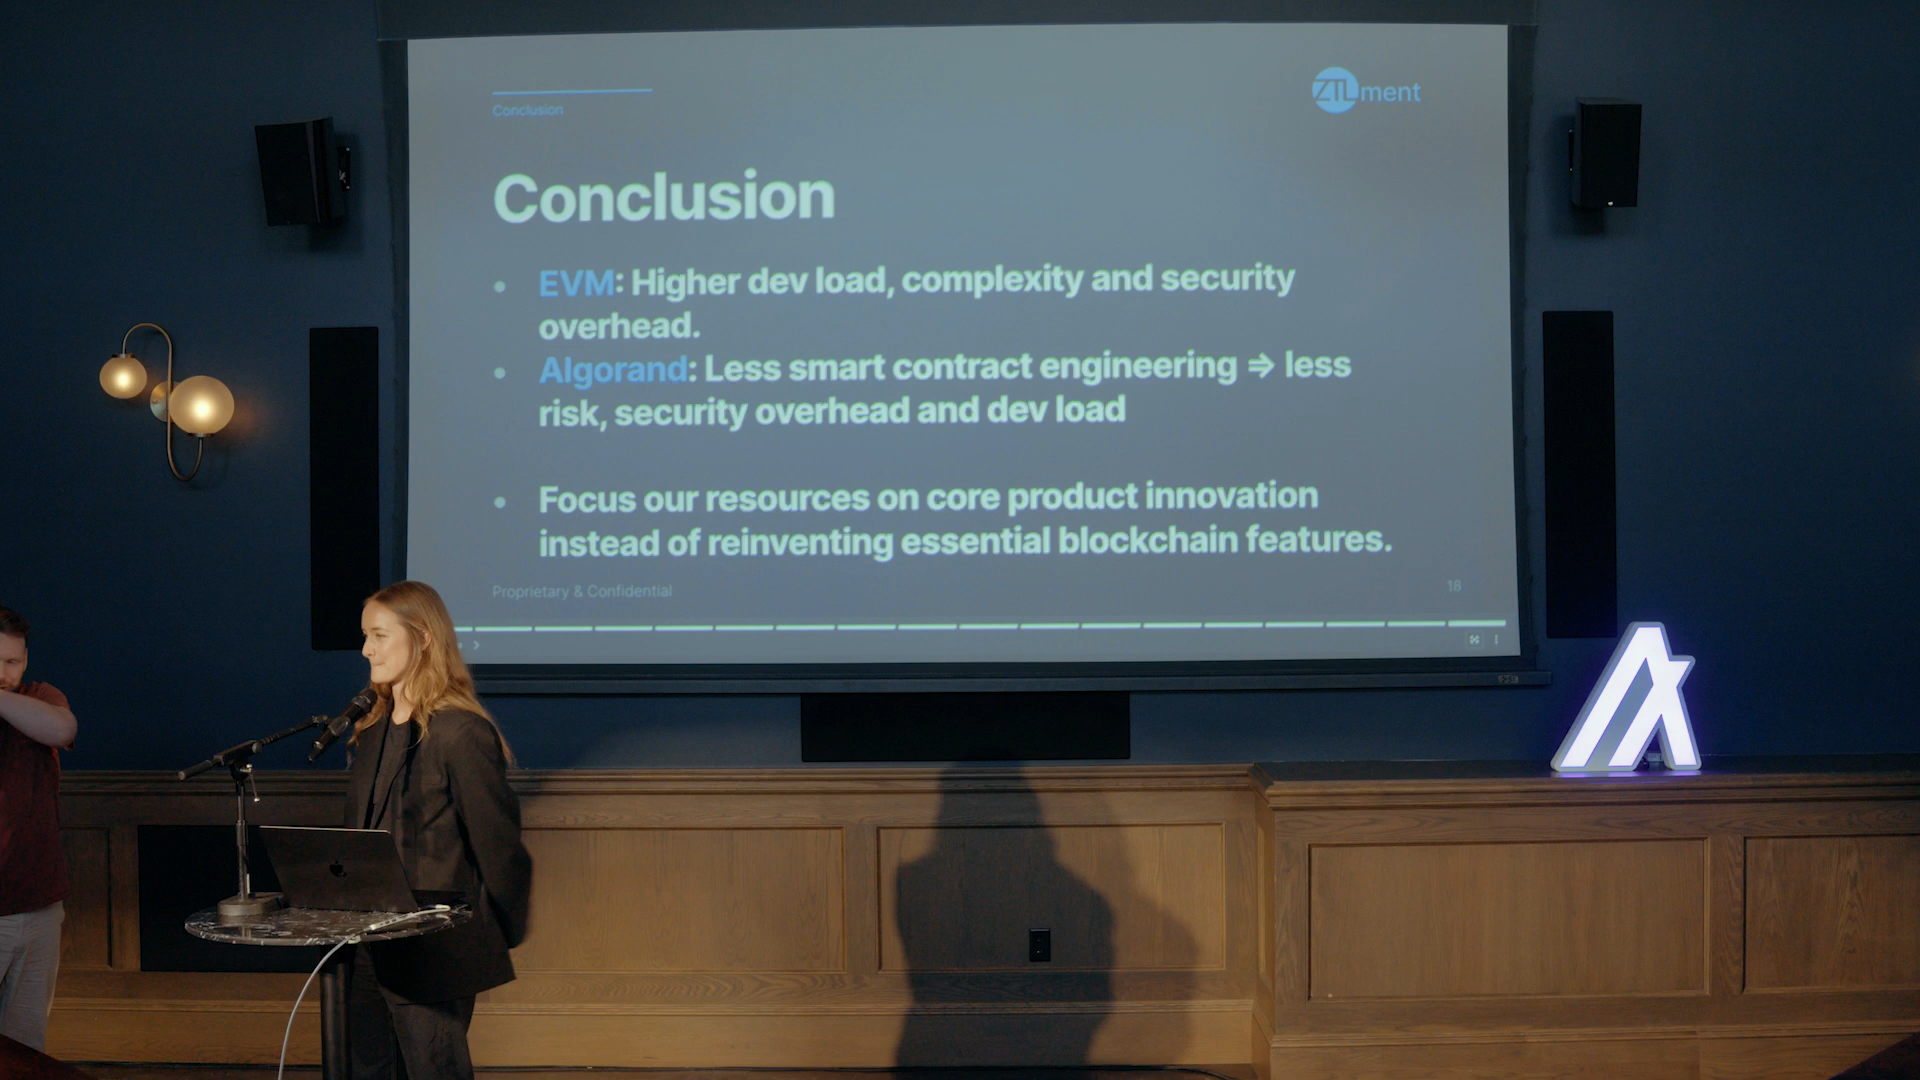 Conclusion
ZTLment
Conclusion
• EVM: Higher dev load, complexity and security
overhead.
• Algorand: Less smart contract engineering ⇒ less
risk, security overhead and dev load
• Focus our resources on core product innovation
instead of reinventing essential blockchain features.
Proprietary & Confidential
18